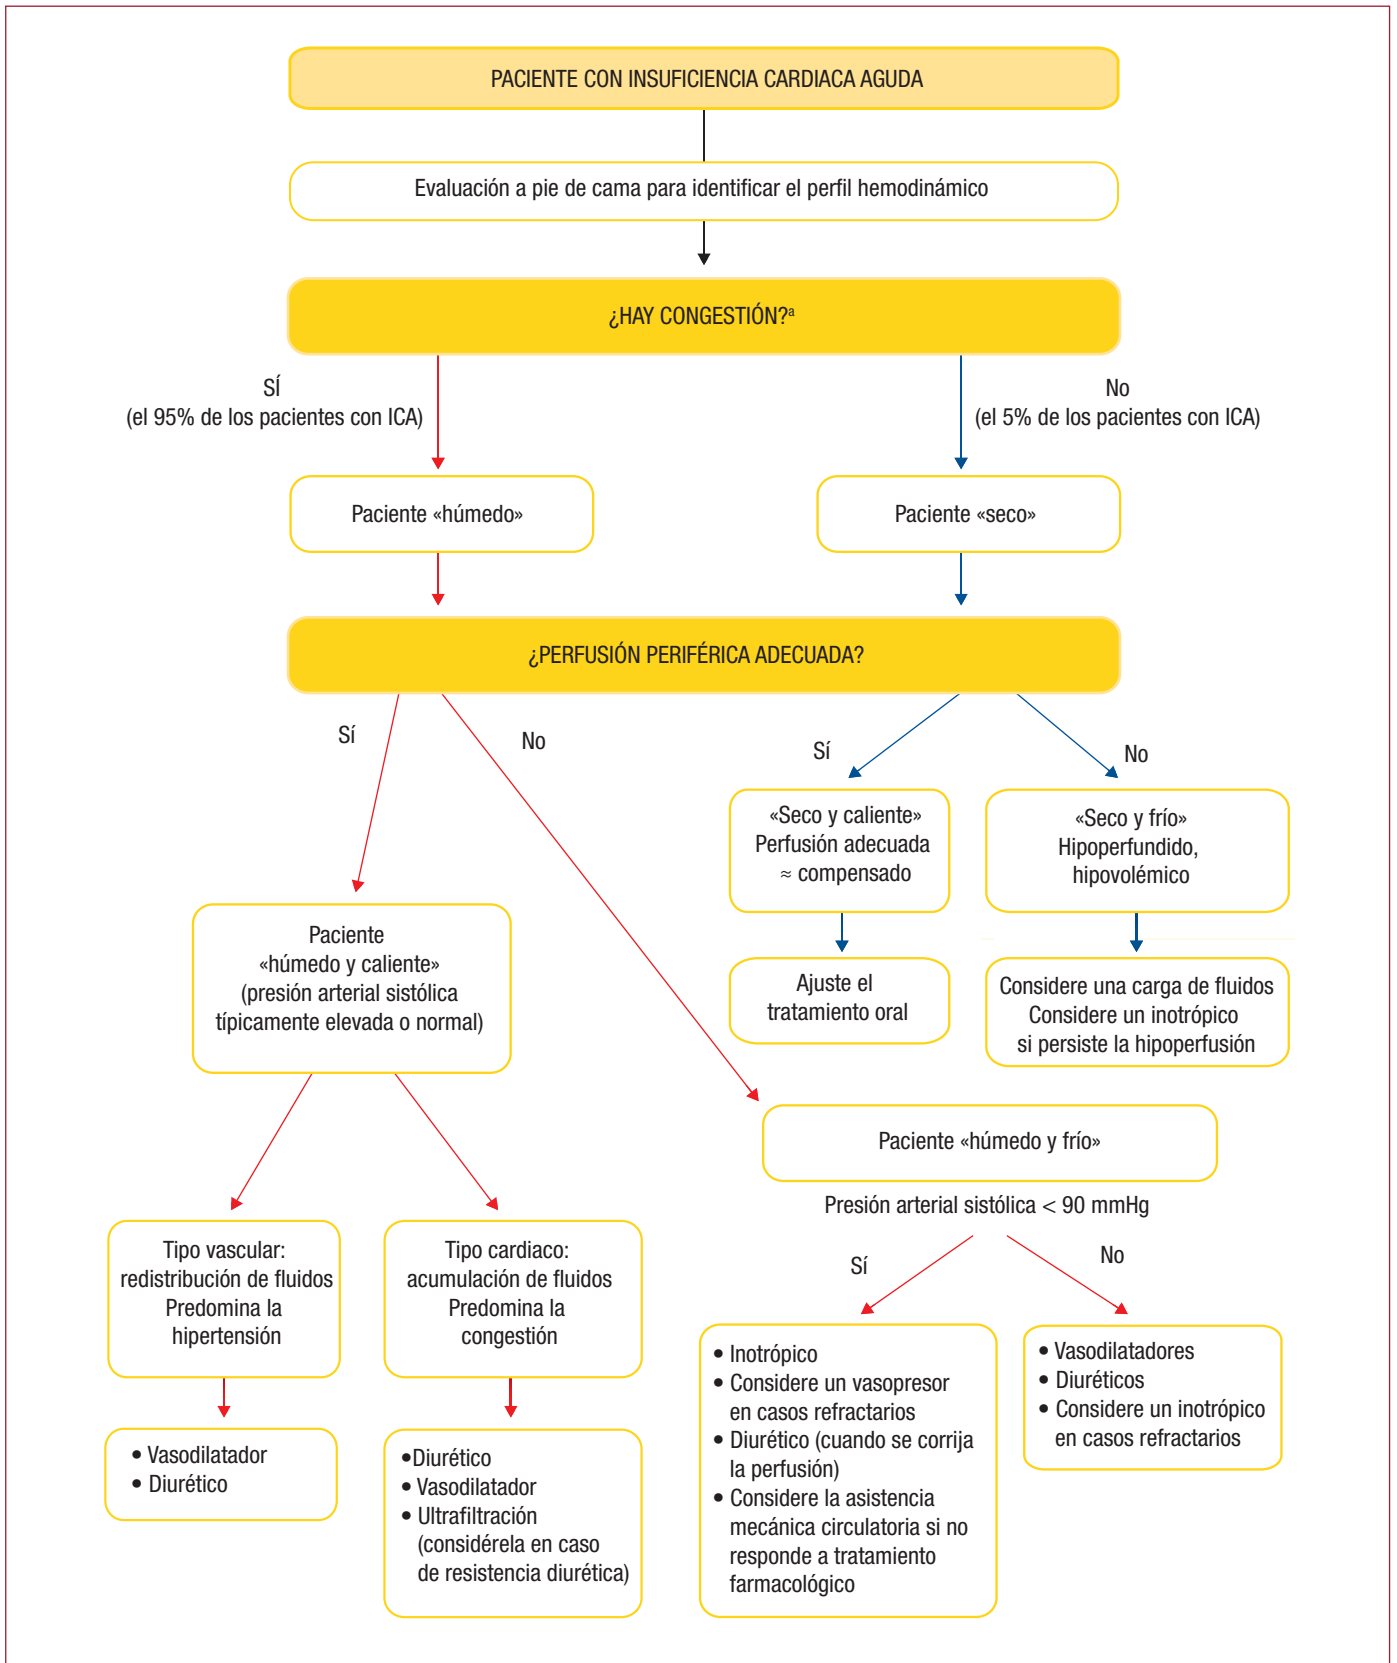 PACIENTE CON INSUFICIENCIA CARDIACA AGUDA
Evaluación a pie de cama para identificar el perfil hemodinámico
¿HAY CONGESTIÓN?ª
SÍ
(el 95% de los pacientes con ICA)
No
(el 5% de los pacientes con ICA)
Paciente «húmedo»
Paciente «seco»
¿PERFUSIÓN PERIFÉRICA ADECUADA?
Sí
No
Sí
No
«Seco y caliente»
Perfusión adecuada
≈ compensado
«Seco y frío»
Hipoperfundido,
hipovolémico
Ajuste el
tratamiento oral
Considere una carga de fluidos
Considere un inotrópico
si persiste la hipoperfusión
Paciente
«húmedo y caliente»
(presión arterial sistólica
típicamente elevada o normal)
Paciente «húmedo y frío»
Presión arterial sistólica < 90 mmHg
Sí
No
Tipo vascular:
redistribución de fluidos
Predomina la
hipertensión
Tipo cardiaco:
acumulación de fluidos
Predomina la
congestión
• Vasodilatador
• Diurético
•Diurético
• Vasodilatador
• Ultrafiltración
(considérela en caso
de resistencia diurética)
• Inotrópico
• Considere un vasopresor
en casos refractarios
• Diurético (cuando se corrija
la perfusión)
• Considere la asistencia
mecánica circulatoria si no
responde a tratamiento
farmacológico
• Vasodilatadores
• Diuréticos
• Considere un inotrópico
en casos refractarios